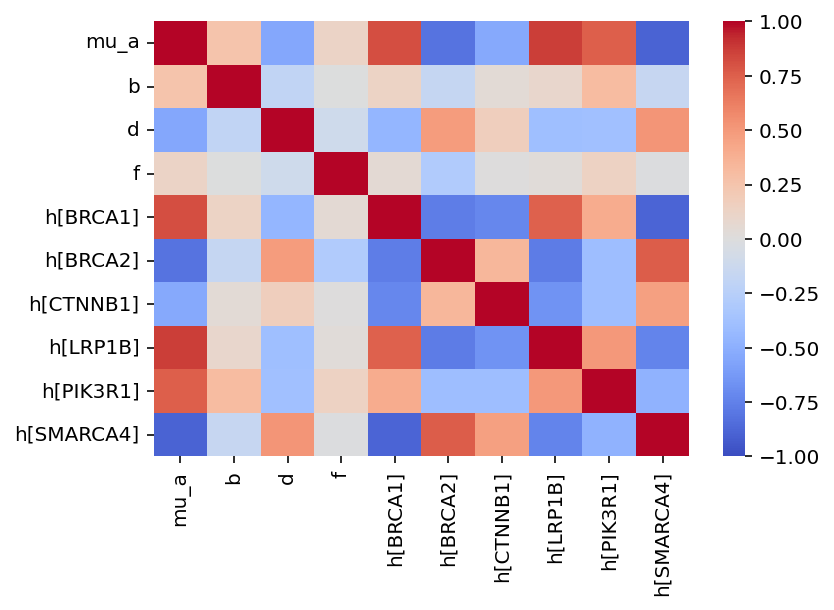 mu_a
b
d
f
h[BRCA1]
h[BRCA2]
h[CTNNB1]
h[LRP1B]
h[PIK3R1]
h[SMARCA4]
mu_a
b
d
f
h[BRCA1]
h[BRCA2]
h[CTNNB1]
h[LRP1B]
h[PIK3R1]
h[SMARCA4]
1.00
0.75
0.50
0.25
0.00
−0.25
−0.50
−0.75
−1.00